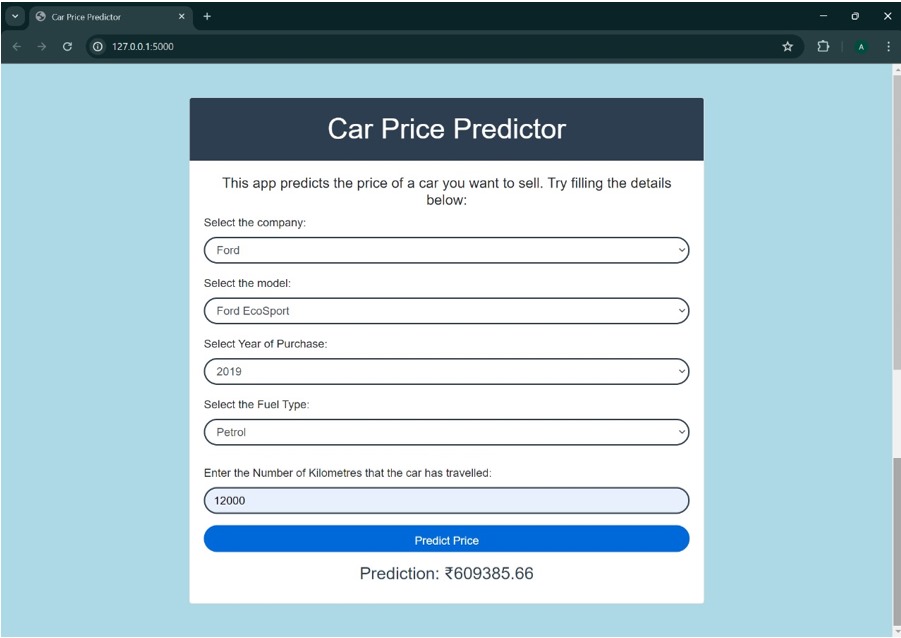 Car Price Predictor
127.0.0.1:5000
A
Car Price Predictor
This app predicts the price of a car you want to sell. Try filling the details
below:
Select the company:
Ford
Select the model:
Ford EcoSport
Select Year of Purchase:
2019
Select the Fuel Type:
Petrol
Enter the Number of Kilometres that the car has travelled:
12000
Predict Price
Prediction: ₹609385.66